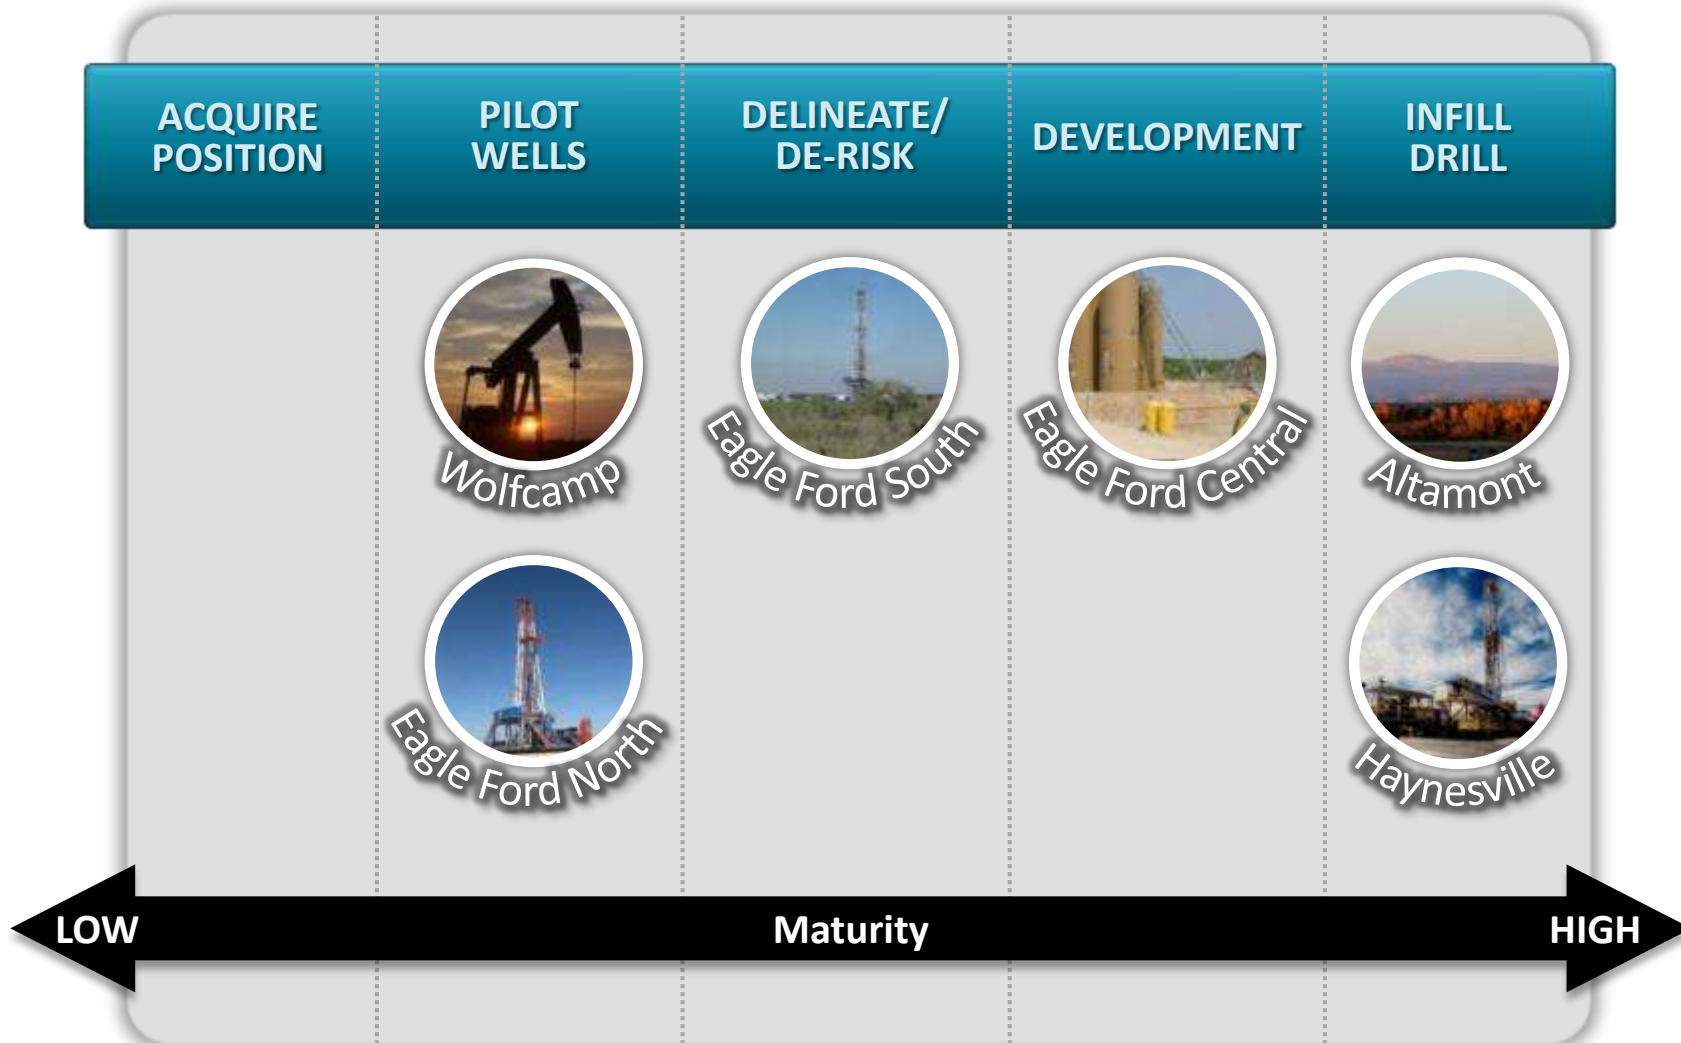 ACQUIRE
POSITION
PILOT
WELLS
DELINEATE/
DE-RISK
DEVELOPMENT
INFILL
DRILL
Wolfcamp
Eagle Ford South
Eagle Ford Central
Altamont
Eagle Ford North
Haynesville
LOW
Maturity
HIGH